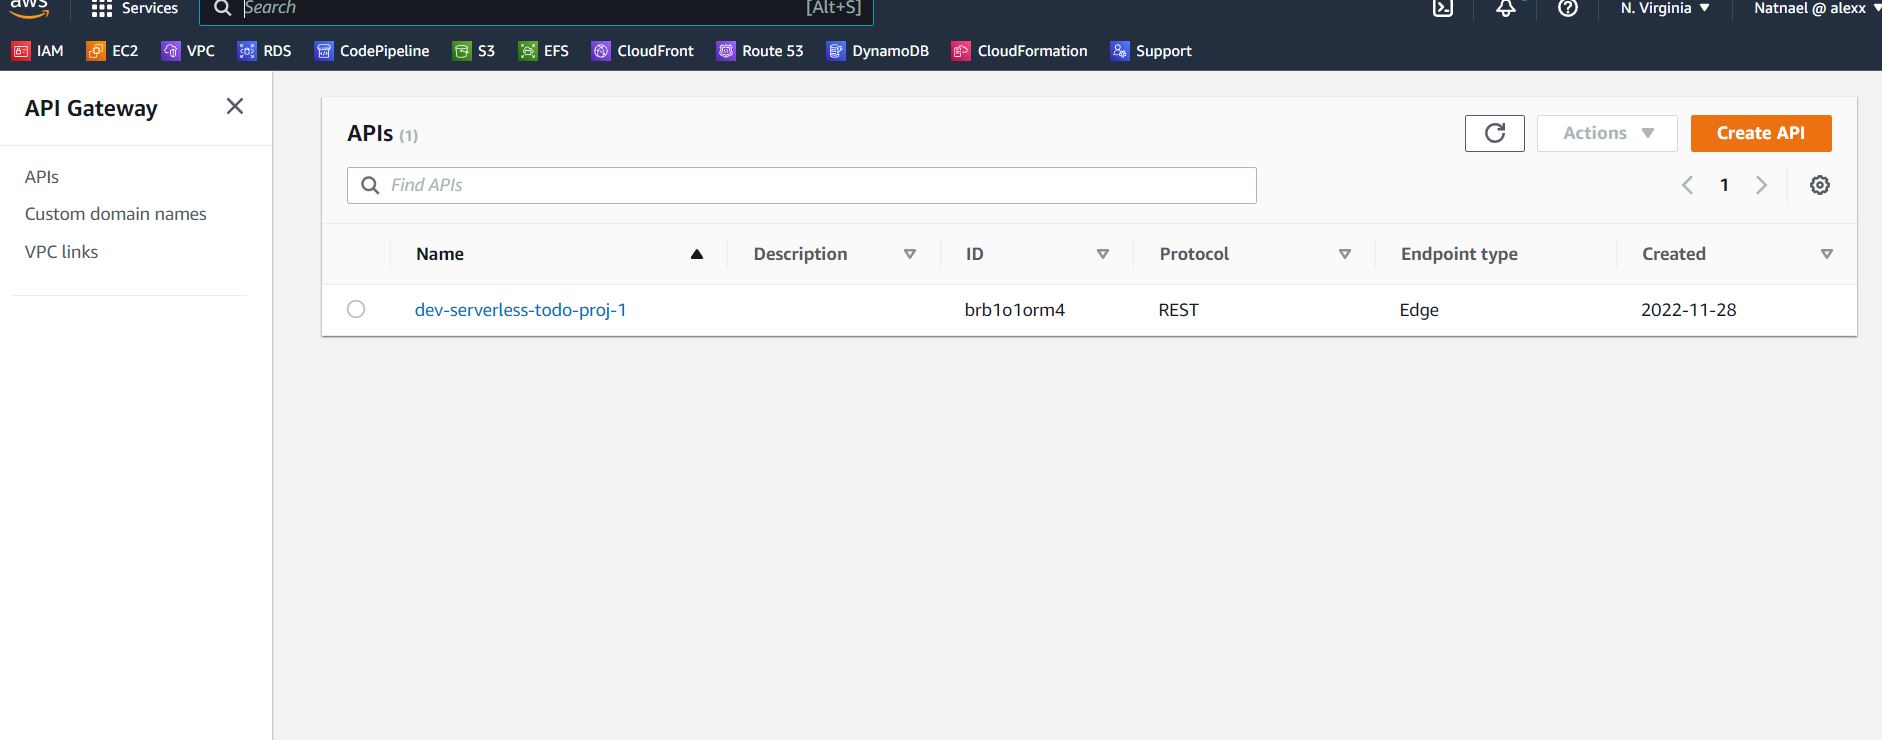 aws Services Search [Alt+S] N. Virginia Natnael @ alexx
IAM EC2 VPC RDS CodePipeline S3 EFS CloudFront Route 53 DynamoDB CloudFormation Support
API Gateway
APIs
Custom domain names
VPC links
APIs (1) Actions Create API
Find APIs 1
Name Description ID Protocol Endpoint type Created
dev-serverless-todo-proj-1 brb1o1orm4 REST Edge 2022-11-28